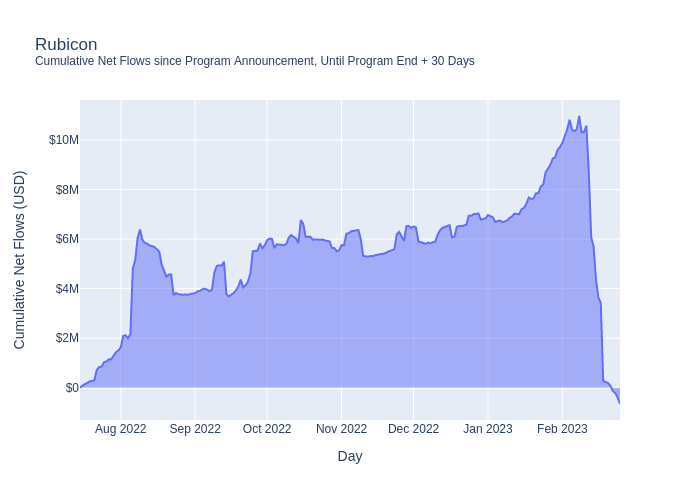 Rubicon
Cumulative Net Flows since Program Announcement, Until Program End + 30 Days
Cumulative Net Flows (USD)
$10M
$8M
$6M
$4M
$2M
$0
Aug 2022 Sep 2022 Oct 2022 Nov 2022 Dec 2022 Jan 2023 Feb 2023
Day